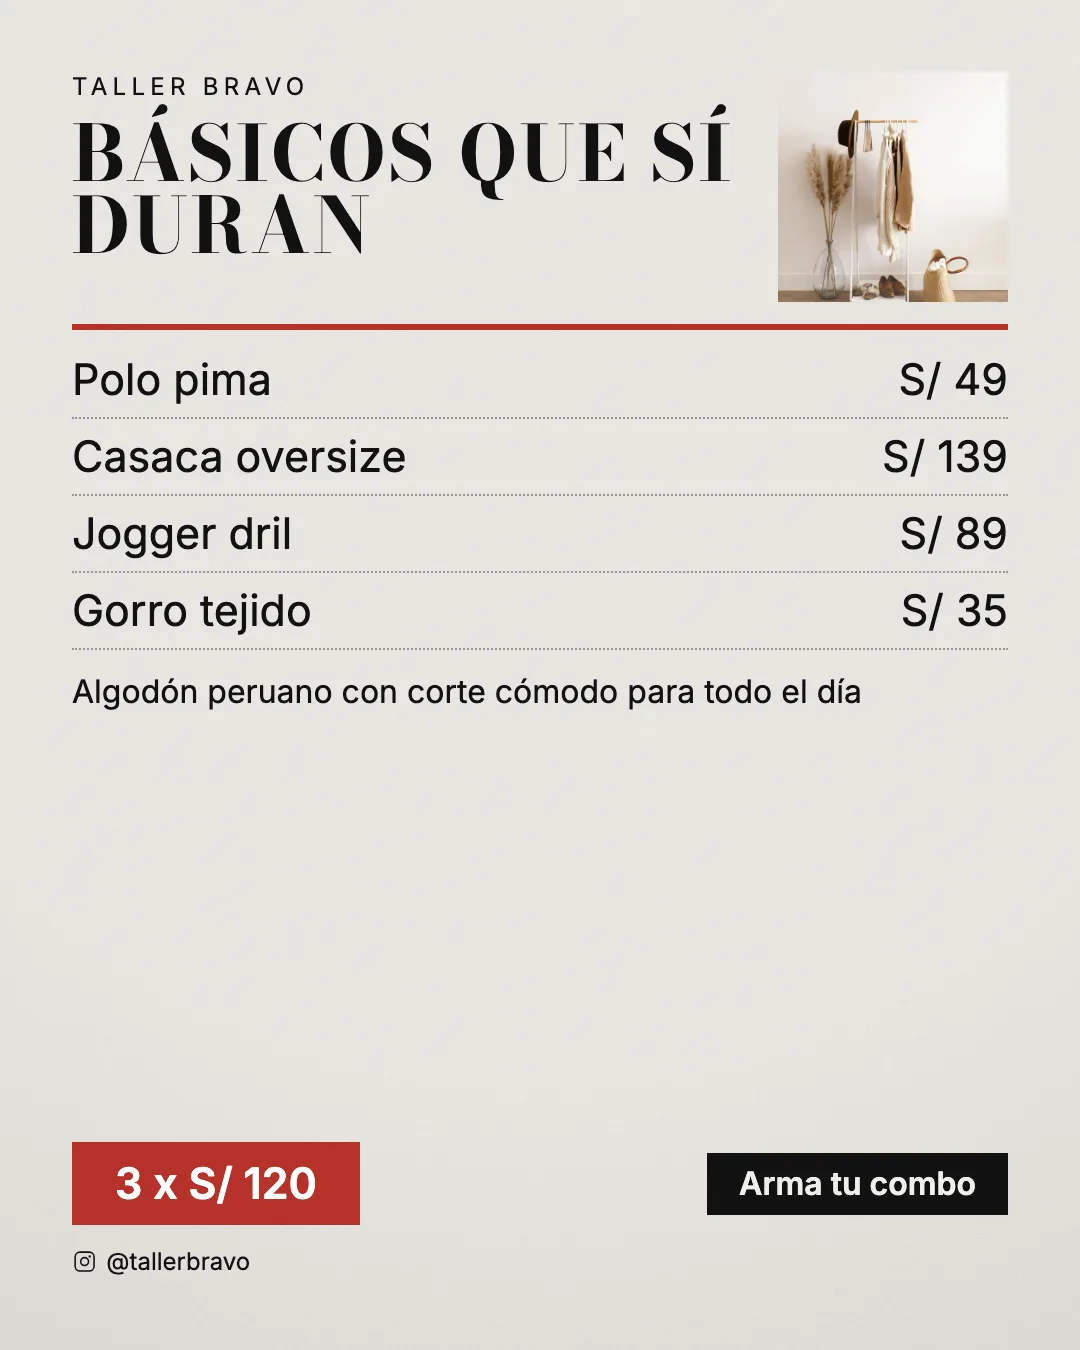 TALLER BRAVO
BÁSICOS QUE SÍ
DURAN
Polo pima S/ 49
Casaca oversize S/ 139
Jogger dril S/ 89
Gorro tejido S/ 35
Algodón peruano con corte cómodo para todo el día
3 x S/ 120
Arma tu combo
@tallerbravo